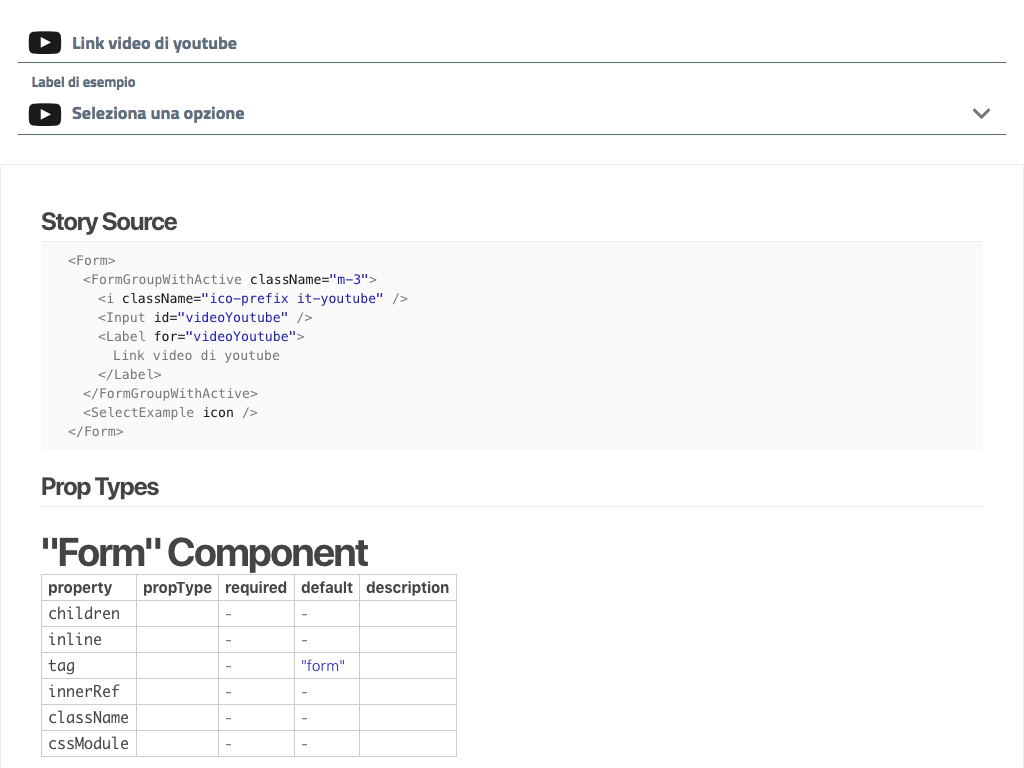 Link video di youtube
Label di esempio
Seleziona una opzione
Story Source
<Form>
<FormGroupWithActive className="m-3">
<i className="ico-prefix it-youtube" />
<Input id="videoYoutube" />
<Label for="videoYoutube">
Link video di youtube
</Label>
</FormGroupWithActive>
<SelectExample icon />
</Form>
Prop Types
"Form" Component
property propType required default description
children - -
inline - -
tag - "form"
innerRef - -
className - -
cssModule - -